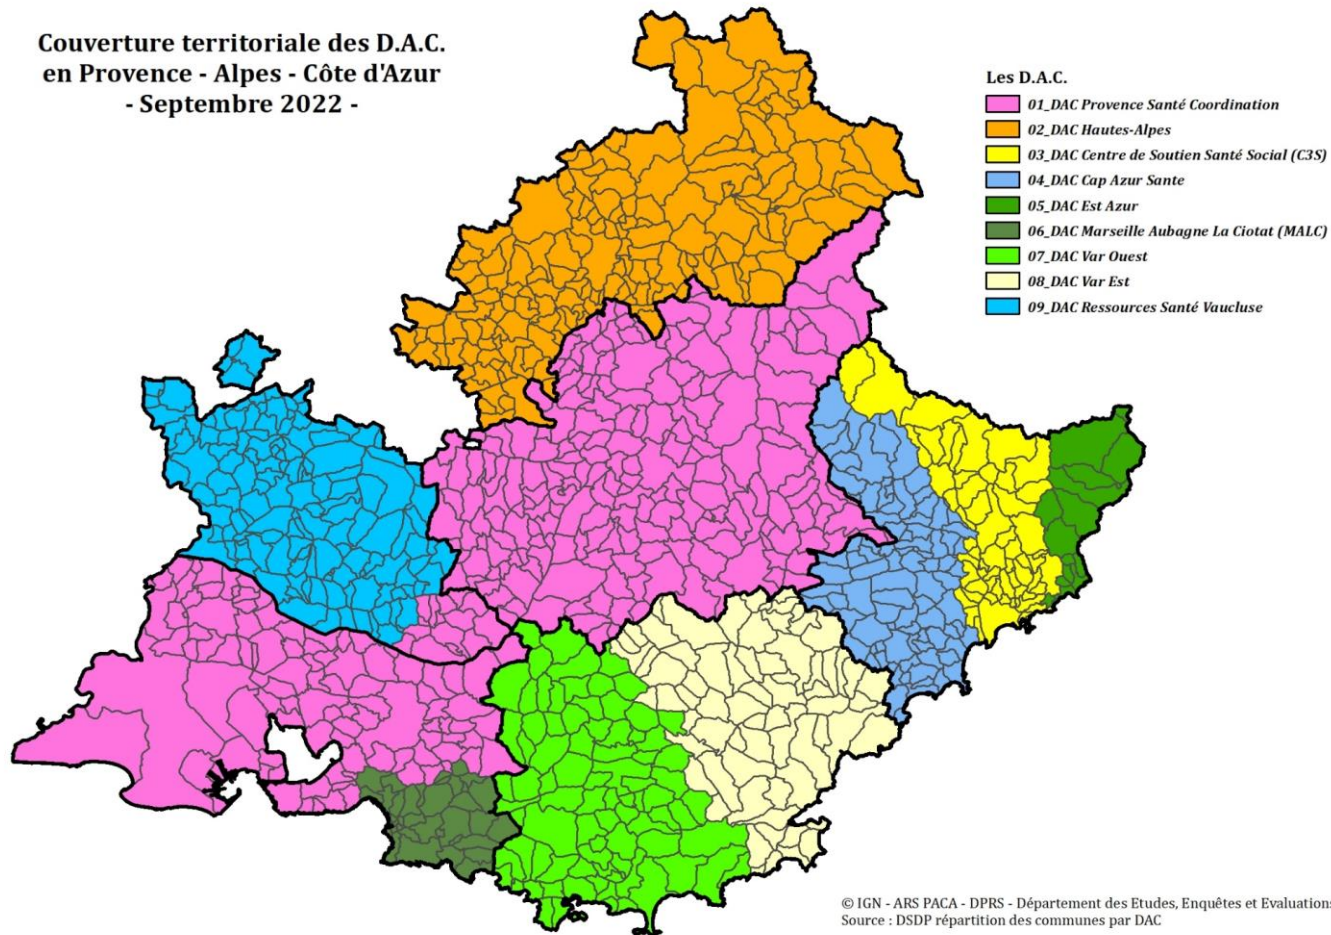 Couverture territoriale des D.A.C.
en Provence - Alpes - Côte d'Azur
- Septembre 2022 -
Les D.A.C.
01_DAC Provence Santé Coordination
02_DAC Hautes-Alpes
03_DAC Centre de Soutien Santé Social (C3S)
04_DAC Cap Azur Sante
05_DAC Est Azur
06_DAC Marseille Aubagne La Ciotat (MALC)
07_DAC Var Ouest
08_DAC Var Est
09_DAC Ressources Santé Vaucluse
© IGN - ARS PACA - DPRS - Département des Etudes, Enquêtes et Evaluations
Source : DSDP répartition des communes par DAC